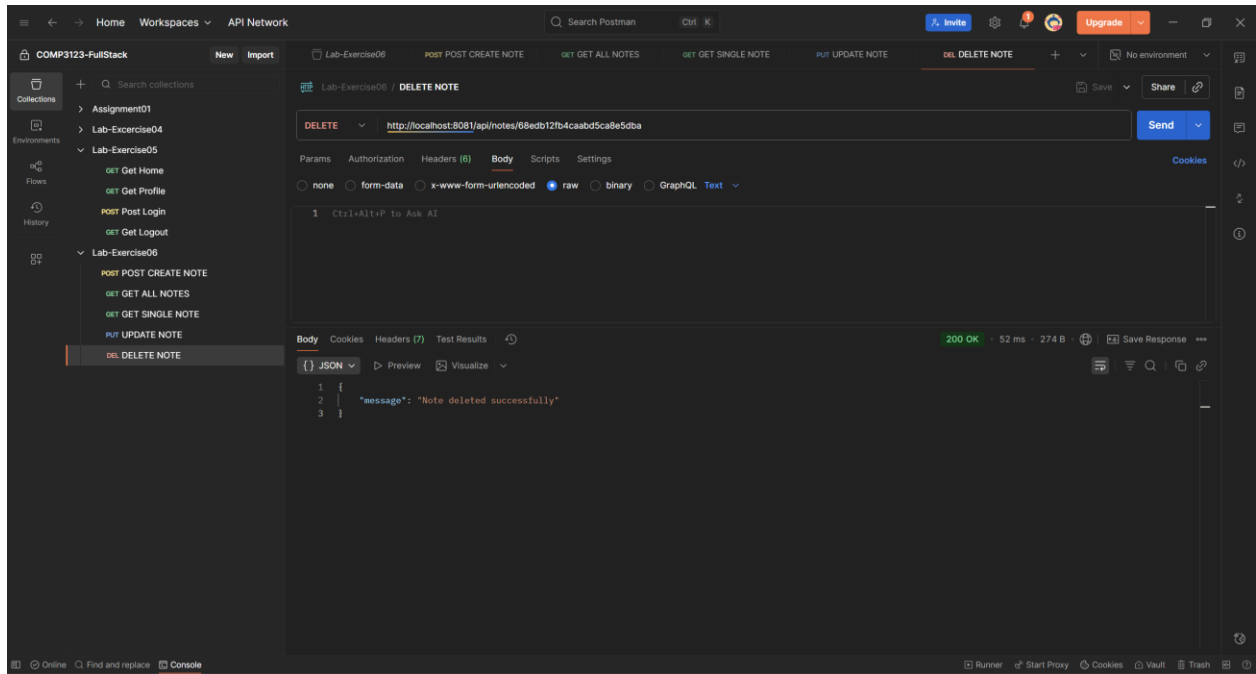 Home Workspaces API Network Search Postman Ctrl K Invite 1 Upgrade
COMP3123-FullStack New Import
Lab-Exercise06 POST POST CREATE NOTE GET GET ALL NOTES GET GET SINGLE NOTE PUT UPDATE NOTE DEL DELETE NOTE No environment
Collections
Environments
Flows
History
Search collections
Assignment01
Lab-Excercise04
Lab-Exercise05
GET Get Home
GET Get Profile
POST Post Login
GET Get Logout
Lab-Exercise06
POST POST CREATE NOTE
GET GET ALL NOTES
GET GET SINGLE NOTE
PUT UPDATE NOTE
DEL DELETE NOTE
HTTP Lab-Exercise06 / DELETE NOTE Save Share
DELETE http://localhost:8081/api/notes/68edb12fb4caabd5ca8e5dba Send
Params Authorization Headers (6) Body Scripts Settings Cookies
none form-data x-www-form-urlencoded raw binary GraphQL Text
1 Ctrl+Alt+P to Ask AI
Body Cookies Headers (7) Test Results 200 OK 52 ms 274 B Save Response
{} JSON Preview Visualize
1 {
2 "message": "Note deleted successfully"
3 }
Online Find and replace Console Runner Start Proxy Cookies Vault Trash